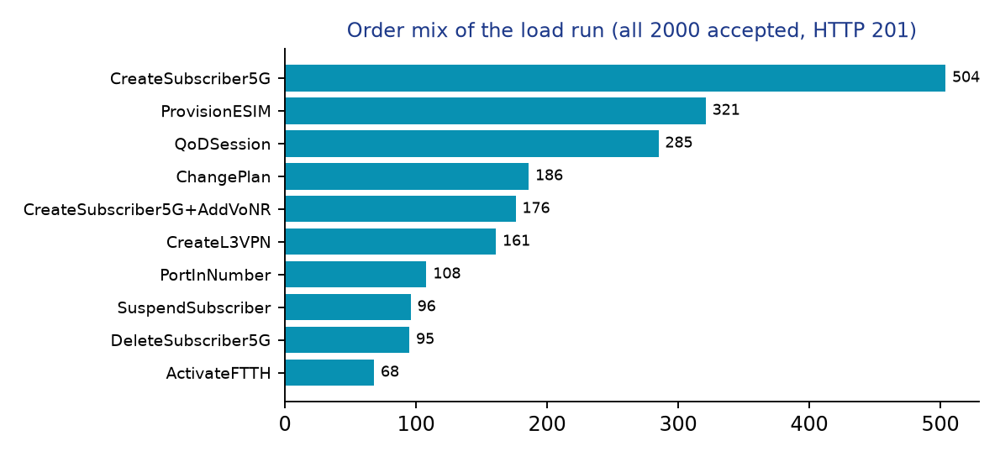 Order mix of the load run (all 2000 accepted, HTTP 201)
CreateSubscriber5G 504
ProvisionESIM 321
QoDSession 285
ChangePlan 186
CreateSubscriber5G+AddVoNR 176
CreateL3VPN 161
PortInNumber 108
SuspendSubscriber 96
DeleteSubscriber5G 95
ActivateFTTH 68
0 100 200 300 400 500